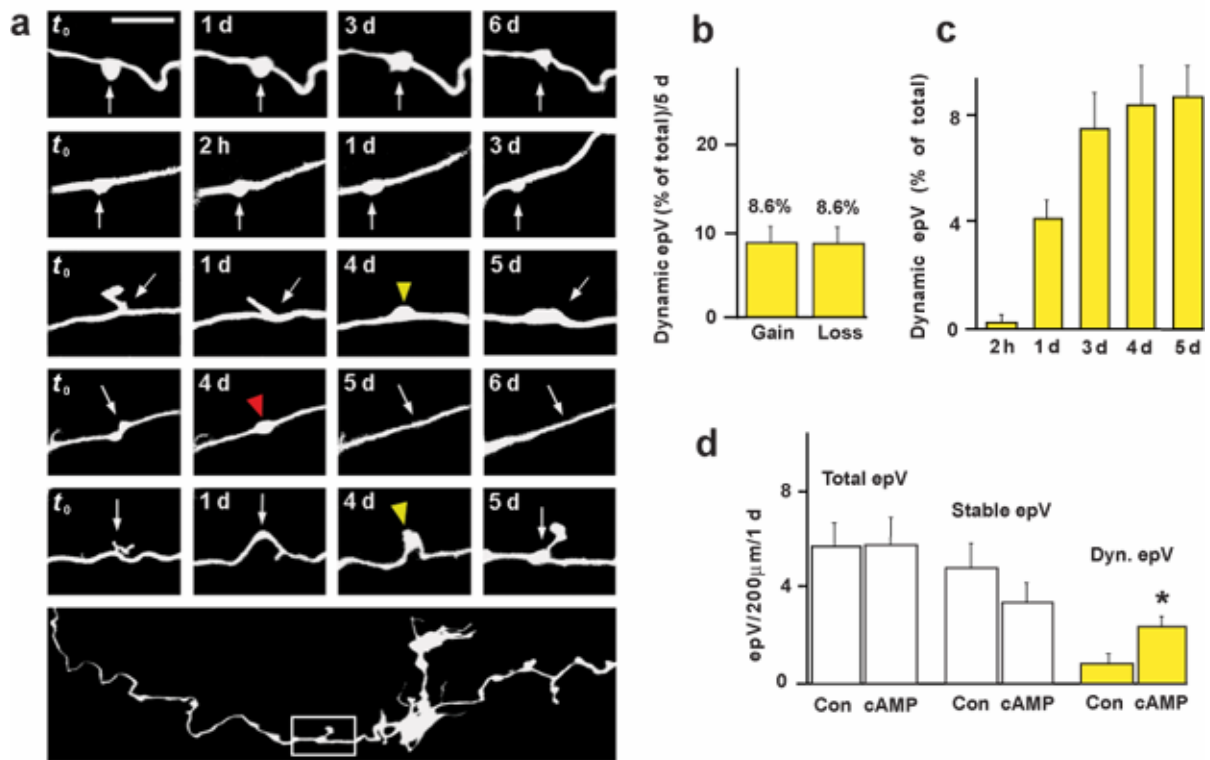 a
t₀ 1 d 3 d 6 d
t₀ 2 h 1 d 3 d
t₀ 1 d 4 d 5 d
t₀ 4 d 5 d 6 d
t₀ 1 d 4 d 5 d
b
Dynamic epV (% of total)/5 d
20
10
0
8.6% 8.6%
Gain Loss
c
Dynamic epV (% of total)
8
4
0
2 h 1 d 3 d 4 d 5 d
d
epV/200μm/1 d
8
4
0
Total epV
Stable epV
Dyn. epV
*
Con cAMP Con cAMP Con cAMP